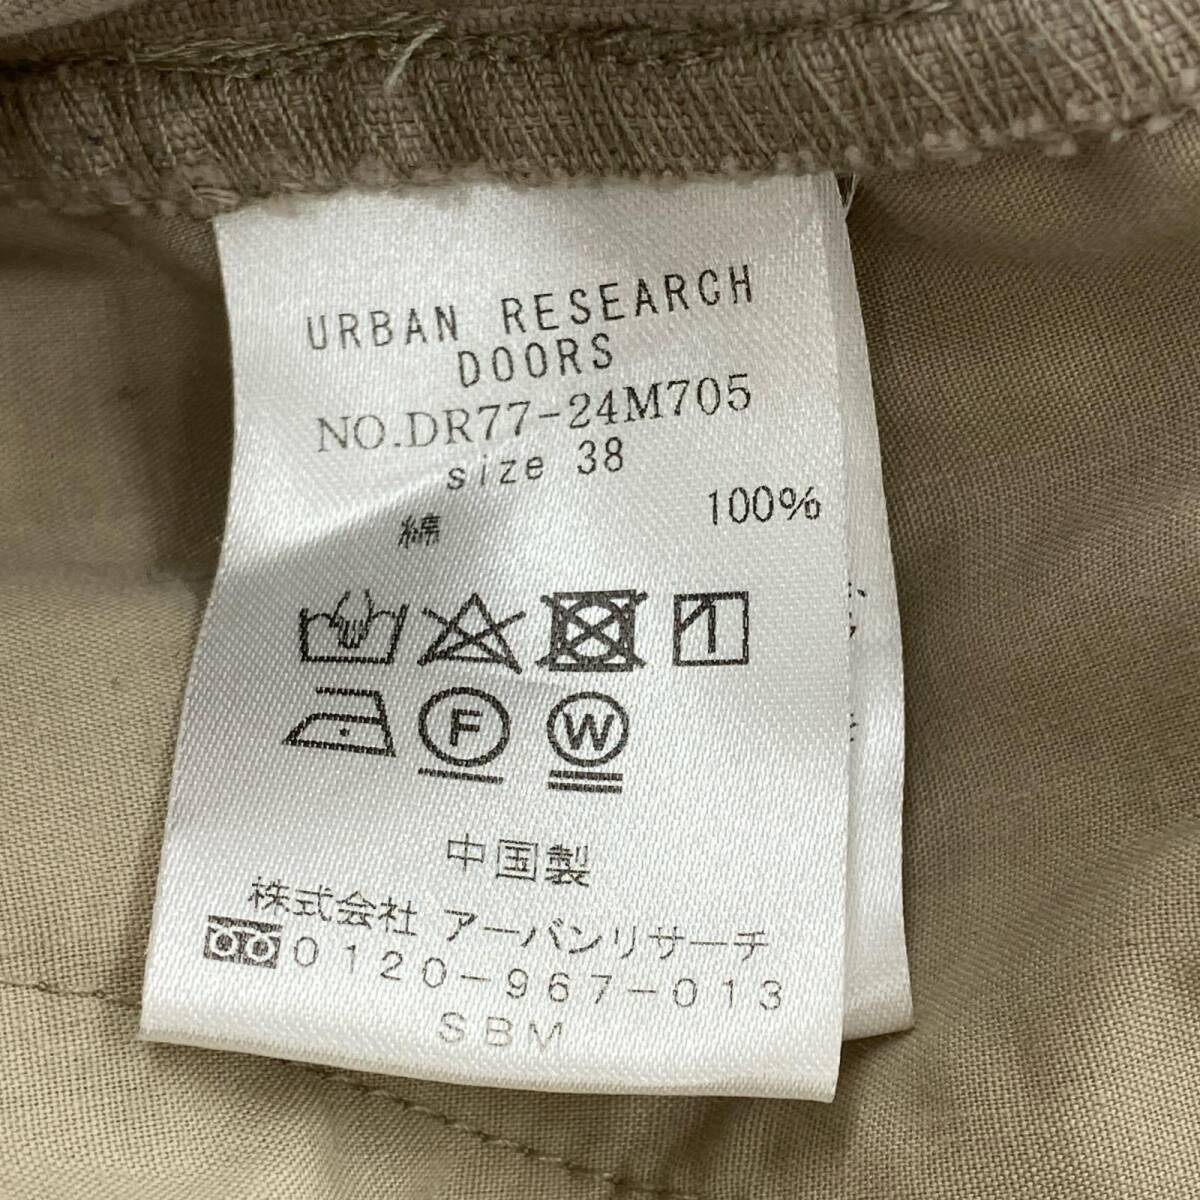 URBAN RESEARCH
DOORS
NO.DR77-24M705
size 38
綿 100%
F W
中国製
株式会社 アーバンリサーチ
0120-967-013
SBM